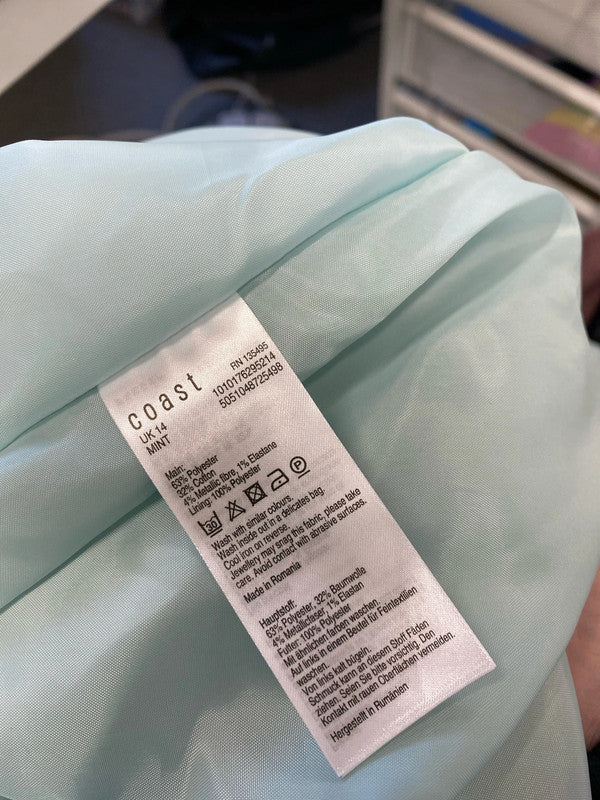 coast
RN 135495
UK 14
1010176295214
MINT
5051048725498
Main:
63% Polyester
32% Cotton
4% Metallic fibre, 1% Elastane
Lining: 100% Polyester
30
P
Wash with similar colours.
Wash inside out in a delicates bag.
Cool iron on reverse.
Jewellery may snag this fabric, please take
care. Avoid contact with abrasive surfaces.
Made in Romania
Hauptstoff:
63% Polyester, 32% Baumwolle
4% Metallicfaser, 1% Elastan
Futter: 100% Polyester
Mit ähnlichen farben waschen.
Auf links in einem Beutel für Feintextilien
waschen.
Von links kalt bügeln.
Schmuck kann an diesem Stoff Fäden
ziehen. Seien Sie bitte vorsichtig. Den
Kontakt mit rauen Oberflächen vermeiden.
Hergestellt in Rumänien